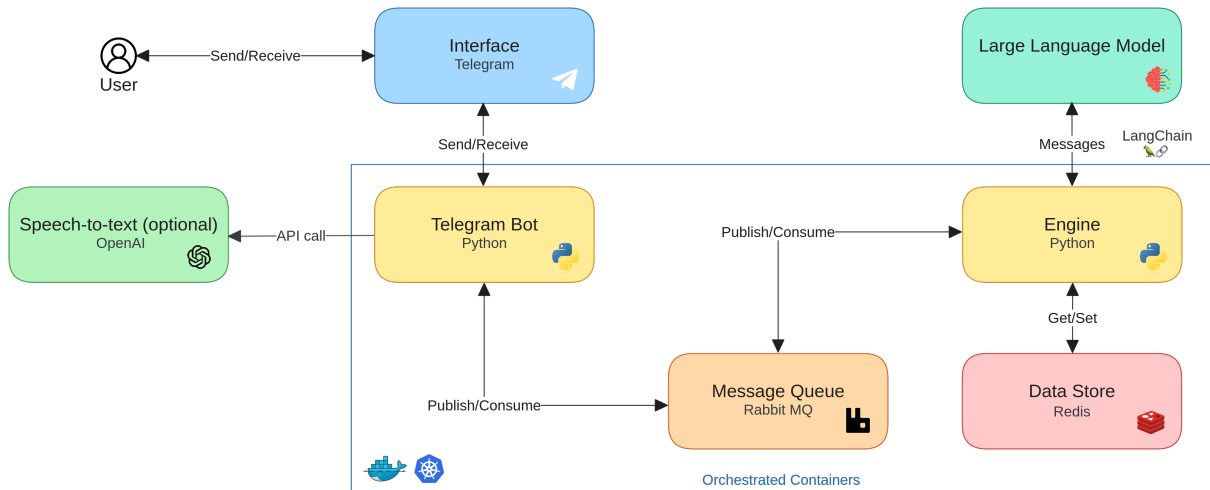 User
Send/Receive
Interface
Telegram
Large Language Model
Send/Receive
Messages
LangChain
Speech-to-text (optional)
OpenAI
API call
Telegram Bot
Python
Publish/Consume
Engine
Python
Get/Set
Publish/Consume
Message Queue
Rabbit MQ
Data Store
Redis
Orchestrated Containers